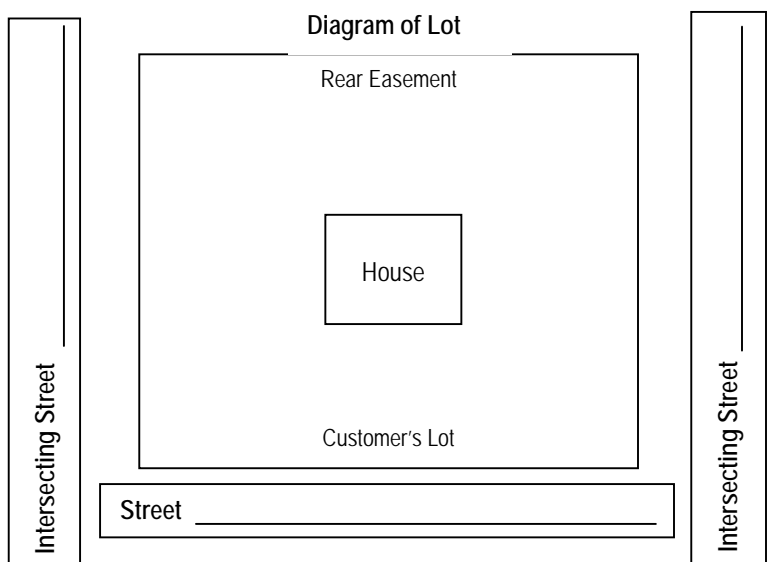 Diagram of Lot
Rear Easement
House
Customer's Lot
Street
Intersecting Street
Intersecting Street